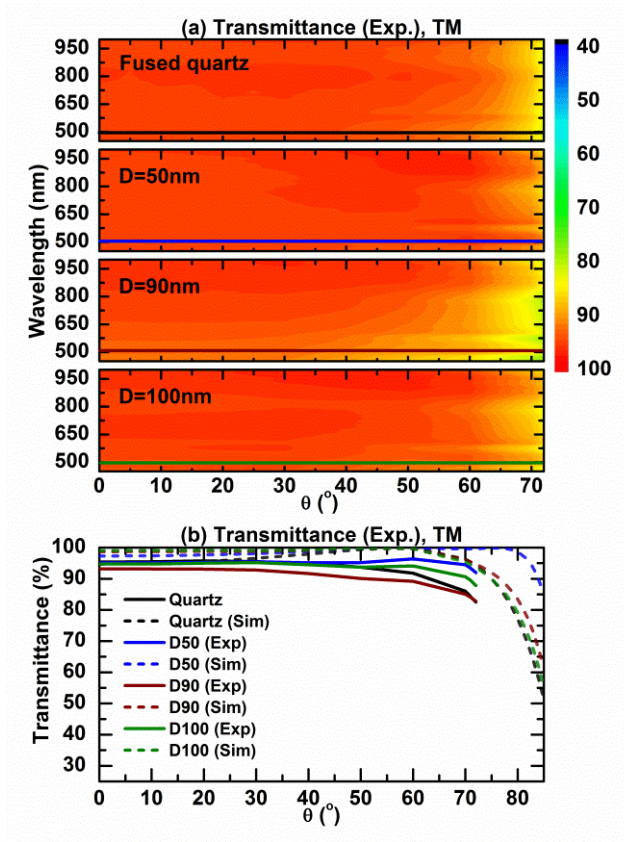 (a) Transmittance (Exp.), TM
950
800
650
500
Fused quartz
950
800
650
500
D=50nm
950
800
650
500
D=90nm
950
800
650
500
D=100nm
Wavelength (nm)
40
50
60
70
80
90
100
0 10 20 30 40 50 60 70
θ (°)
(b) Transmittance (Exp.), TM
100
90
80
70
60
50
40
30
Transmittance (%)
Quartz
Quartz (Sim)
D50 (Exp)
D50 (Sim)
D90 (Exp)
D90 (Sim)
D100 (Exp)
D100 (Sim)
0 10 20 30 40 50 60 70 80
θ (°)